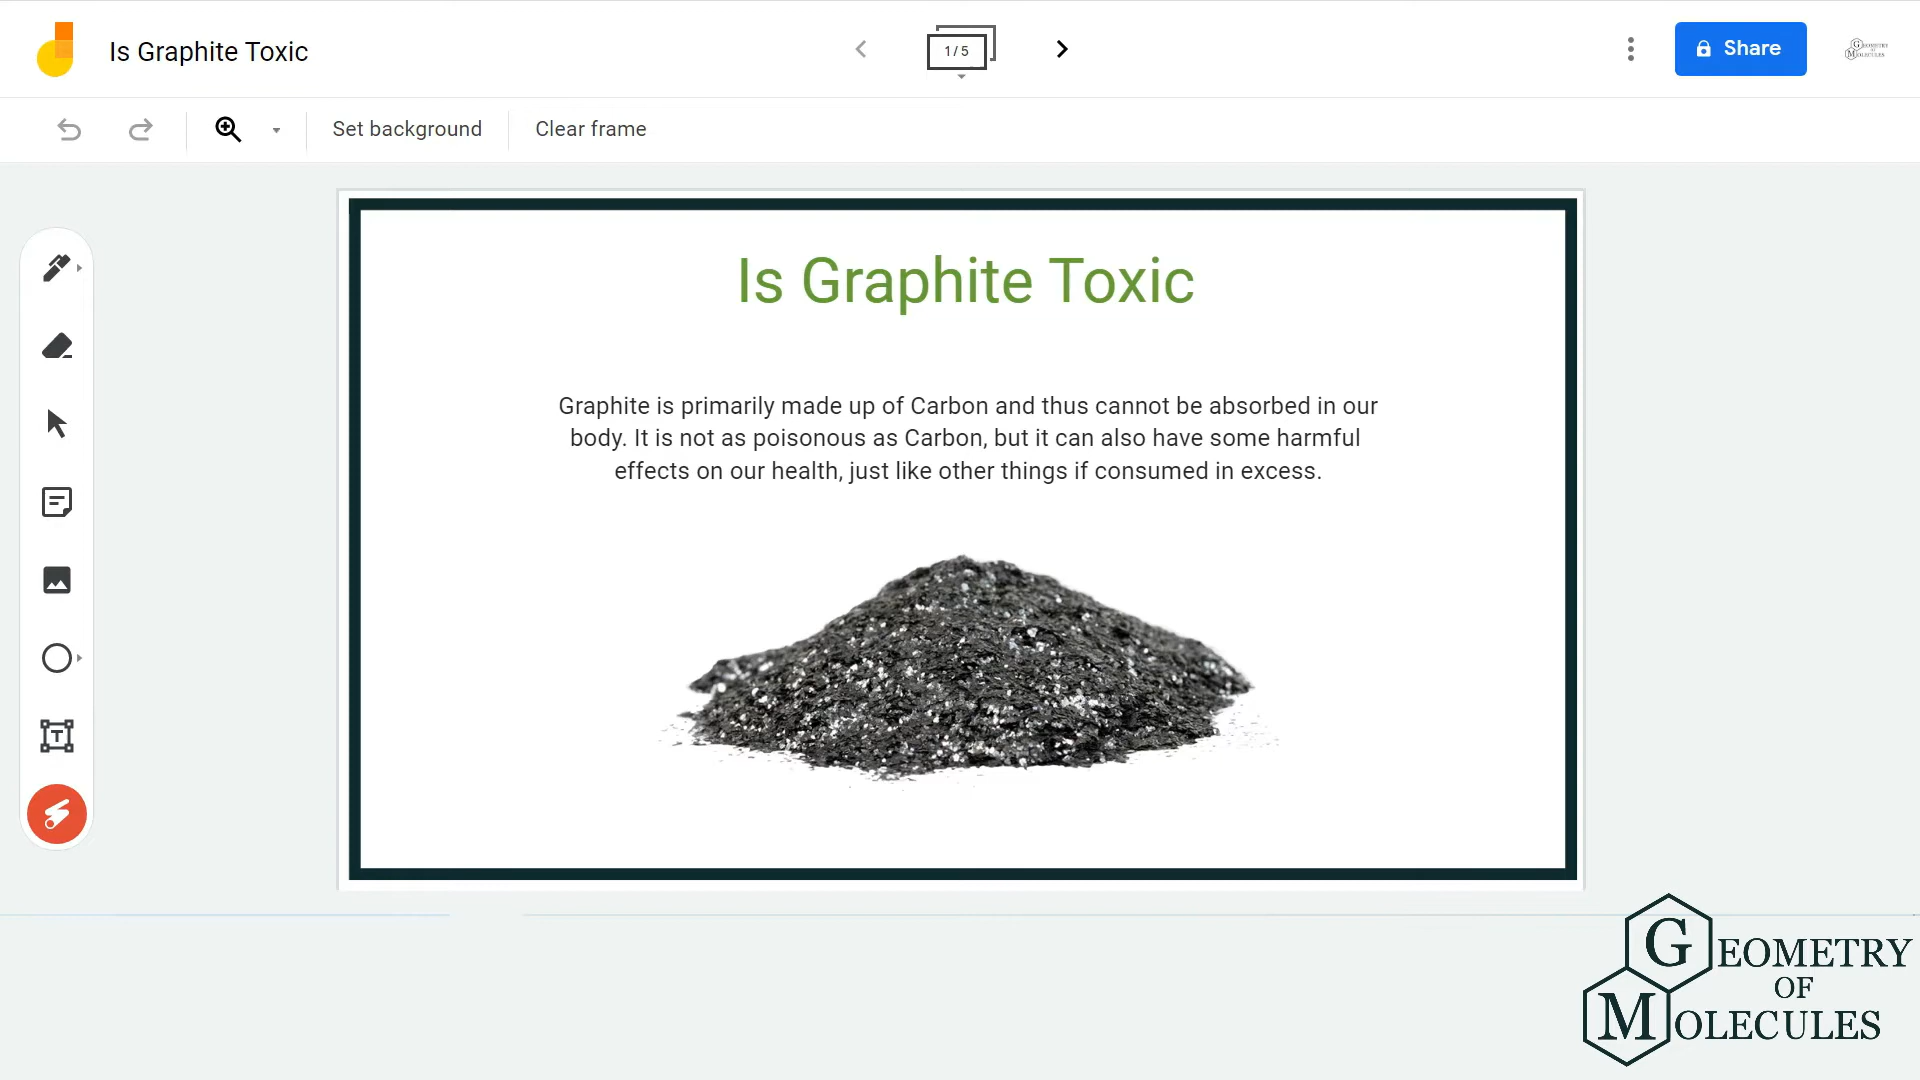 Is Graphite Toxic
1 / 5
Share
Set background
Clear frame
Is Graphite Toxic
Graphite is primarily made up of Carbon and thus cannot be absorbed in our
body. It is not as poisonous as Carbon, but it can also have some harmful
effects on our health, just like other things if consumed in excess.
T
GEOMETRY
OF
MOLECULES